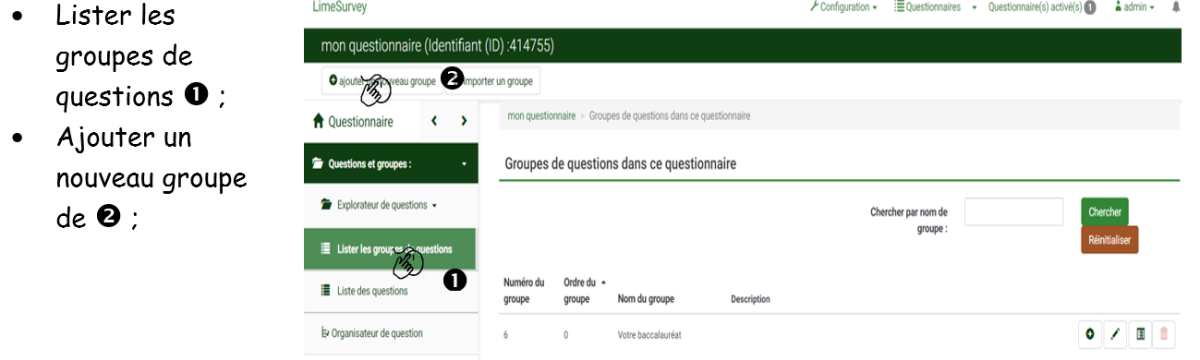 • Lister les
groupes de
questions ❶ ;
• Ajouter un
nouveau groupe
de ❷ ;
LimeSurvey
Configuration Questionnaires Questionnaire(s) activé(s) 1 admin
mon questionnaire (Identifiant (ID) :414755)
ajouter nouveau groupe ❷ importer un groupe
Questionnaire
mon questionnaire > Groupes de questions dans ce questionnaire
Questions et groupes :
Groupes de questions dans ce questionnaire
Explorateur de questions
Chercher par nom de
groupe :
Chercher
Réinitialiser
Lister les groupes de questions
❶
Liste des questions
Organisateur de question
Numéro du
groupe
Ordre du
groupe
Nom du groupe
Description
6 0 Votre baccalauréat